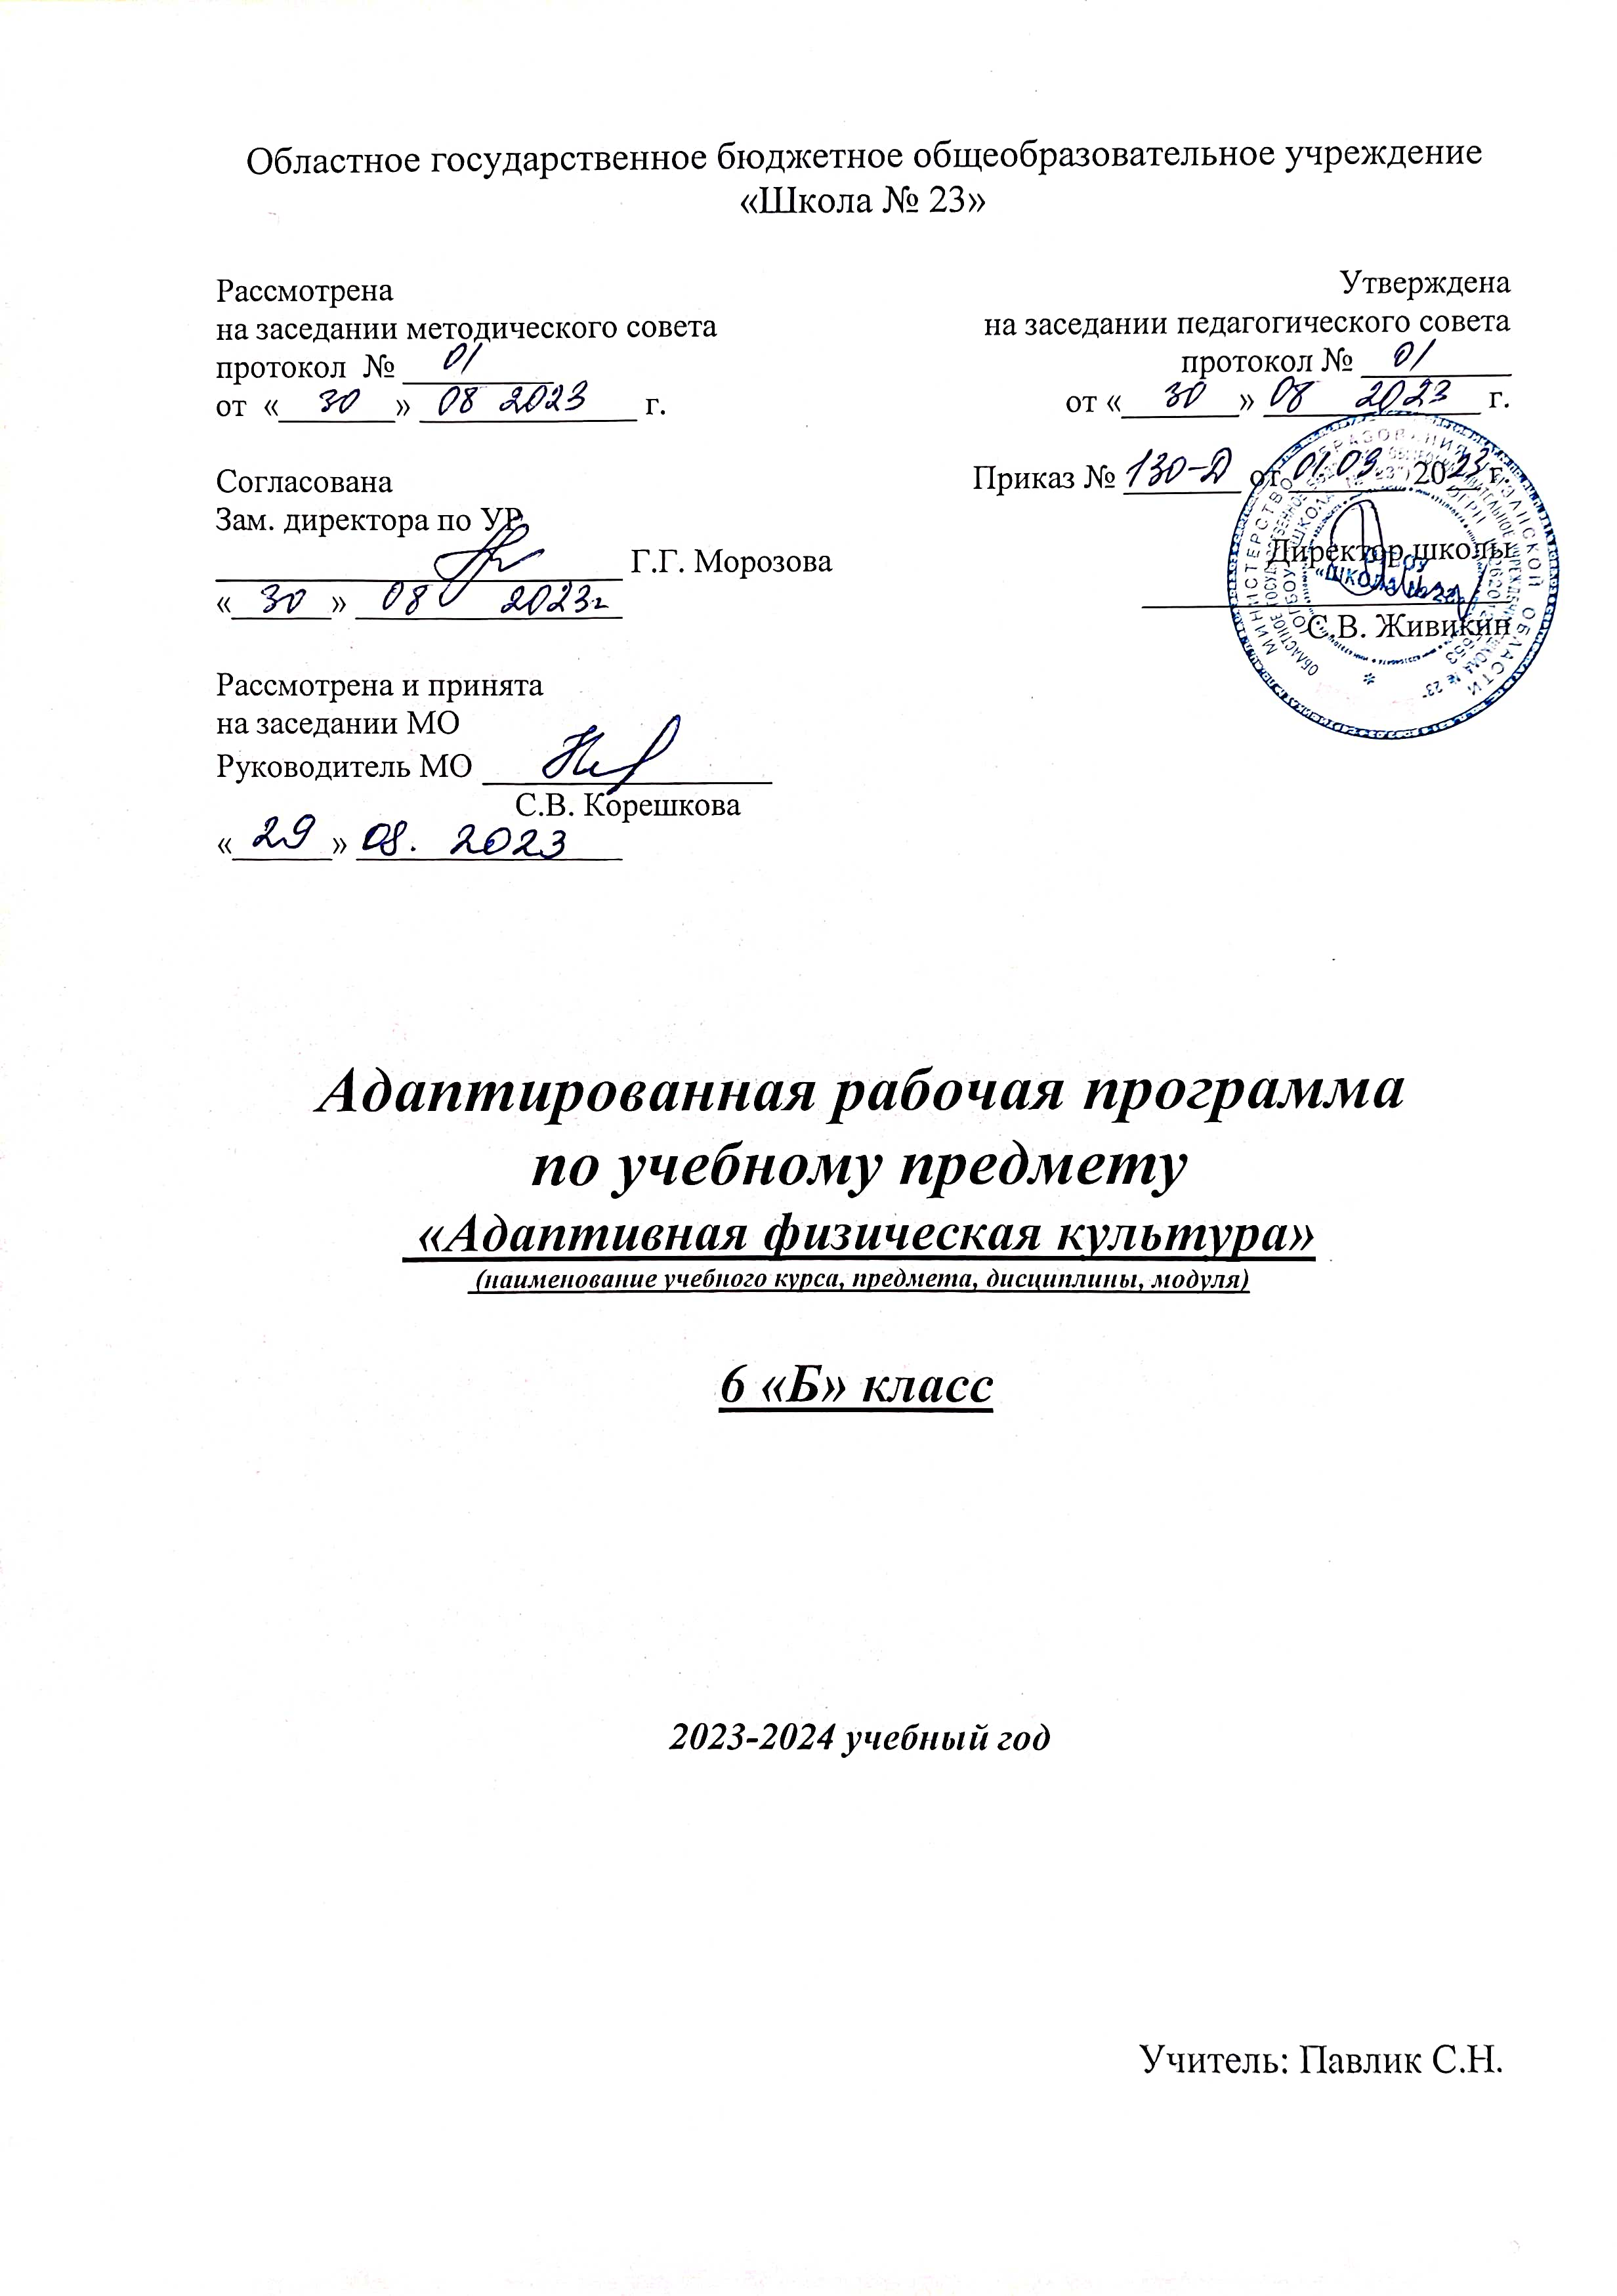 Областное государственное бюджетное общеобразовательное учреждение
«Школа № 23»
Рассмотрена
на заседании методического совета
протокол № 01
от «30» 08 2023 г.
Утверждена
на заседании педагогического совета
протокол № 01
от «30» 08 2023 г.
Приказ № 130-Д от 01.09 2023 г.
Согласована
Зам. директора по УР
Г.Г. Морозова
«30» 08 2023г
Директор школы
С.В. Живикин
Рассмотрена и принята
на заседании МО
Руководитель МО
С.В. Корешкова
«29» 08. 2023
Адаптированная рабочая программа
по учебному предмету
«Адаптивная физическая культура»
(наименование учебного курса, предмета, дисциплины, модуля)
6 «Б» класс
2023-2024 учебный год
Учитель: Павлик С.Н.